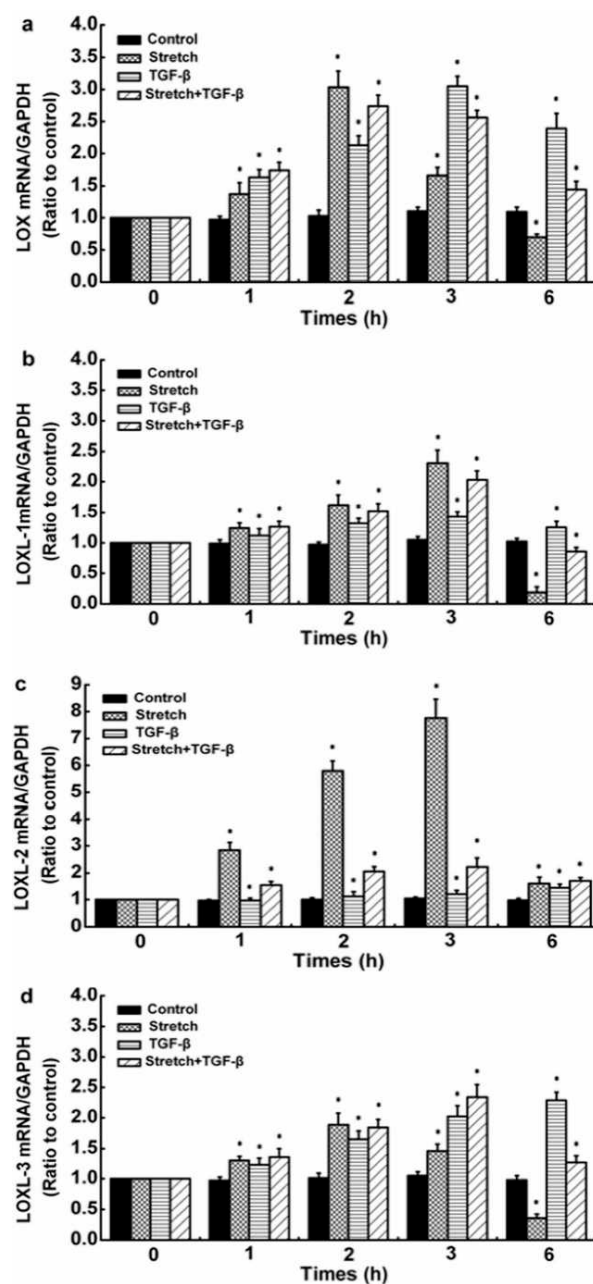 a
Control
Stretch
TGF-β
Stretch+TGF-β
LOX mRNA/GAPDH
(Ratio to control)
4.0
3.5
3.0
2.5
2.0
1.5
1.0
0.5
0.0
* * *
* * *
* * *
* * *
0 1 2 3 6
Times (h)
b
Control
Stretch
TGF-β
Stretch+TGF-β
LOXL-1mRNA/GAPDH
(Ratio to control)
4.0
3.5
3.0
2.5
2.0
1.5
1.0
0.5
0.0
* * *
* * *
* * *
* * *
0 1 2 3 6
Times (h)
c
Control
Stretch
TGF-β
Stretch+TGF-β
LOXL-2 mRNA/GAPDH
(Ratio to control)
9
8
7
6
5
4
3
2
1
0
* * *
* * *
* * *
* * *
0 1 2 3 6
Times (h)
d
Control
Stretch
TGF-β
Stretch+TGF-β
LOXL-3 mRNA/GAPDH
(Ratio to control)
4.0
3.5
3.0
2.5
2.0
1.5
1.0
0.5
0.0
* * *
* * *
* * *
* * *
0 1 2 3 6
Times (h)